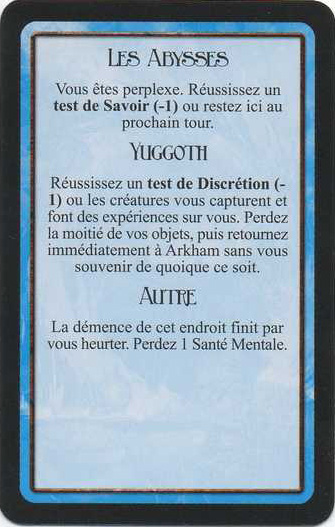 Les Abysses
Vous êtes perplexe. Réussissez un
test de Savoir (-1) ou restez ici au
prochain tour.
Yuggoth
Réussissez un test de Discrétion (-
1) ou les créatures vous capturent et
font des expériences sur vous. Perdez
la moitié de vos objets, puis retournez
immédiatement à Arkham sans vous
souvenir de quoique ce soit.
Autre
La démence de cet endroit finit par
vous heurter. Perdez 1 Santé Mentale.